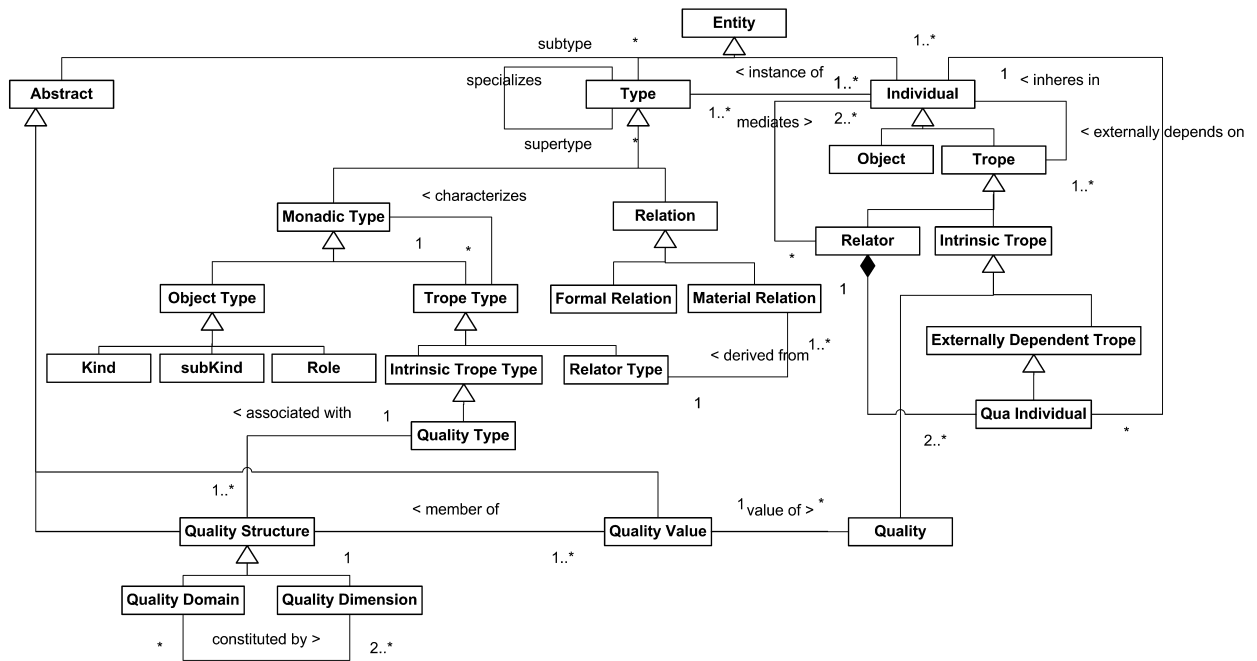 Entity
subtype
*
1..*
specializes
< instance of
1
< inheres in
Abstract
Type
1..*
Individual
1..*
mediates >
2..*
< externally depends on
supertype
*
Object
Trope
1..*
< characterizes
Monadic Type
Relation
1
*
Relator
Intrinsic Trope
*
Object Type
Trope Type
Formal Relation
Material Relation
1
Externally Dependent Trope
1..*
< derived from
Kind
subKind
Role
Intrinsic Trope Type
Relator Type
< associated with
1
1
Qua Individual
Quality Type
2..*
*
1..*
< member of
1
value of >
*
Quality Structure
Quality Value
Quality
1
1..*
Quality Domain
Quality Dimension
*
constituted by >
2..*